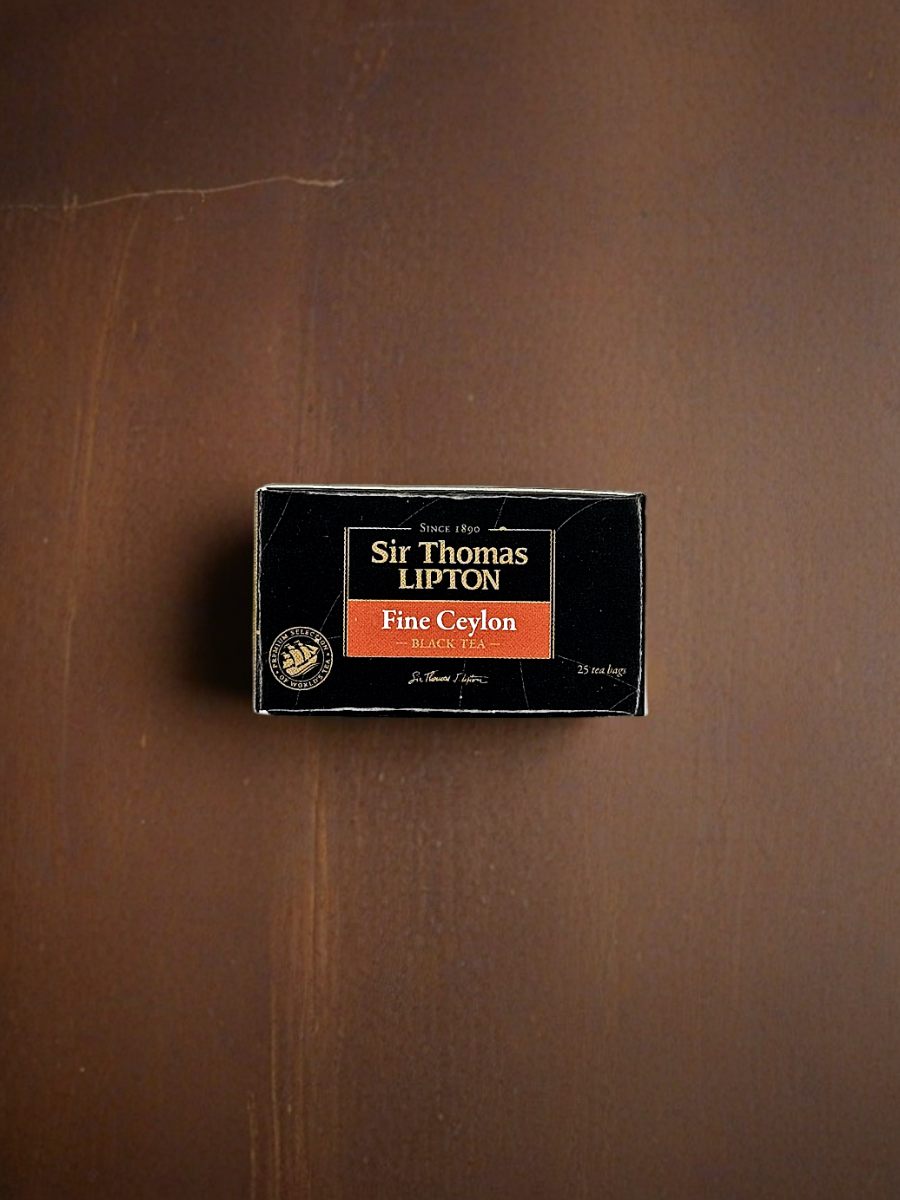 Since 1890
Sir Thomas
LIPTON
Fine Ceylon
BLACK TEA
PREMIUM SELECTION
OF WORLD'S TEA
Sir Thomas J Lipton
25 tea bags